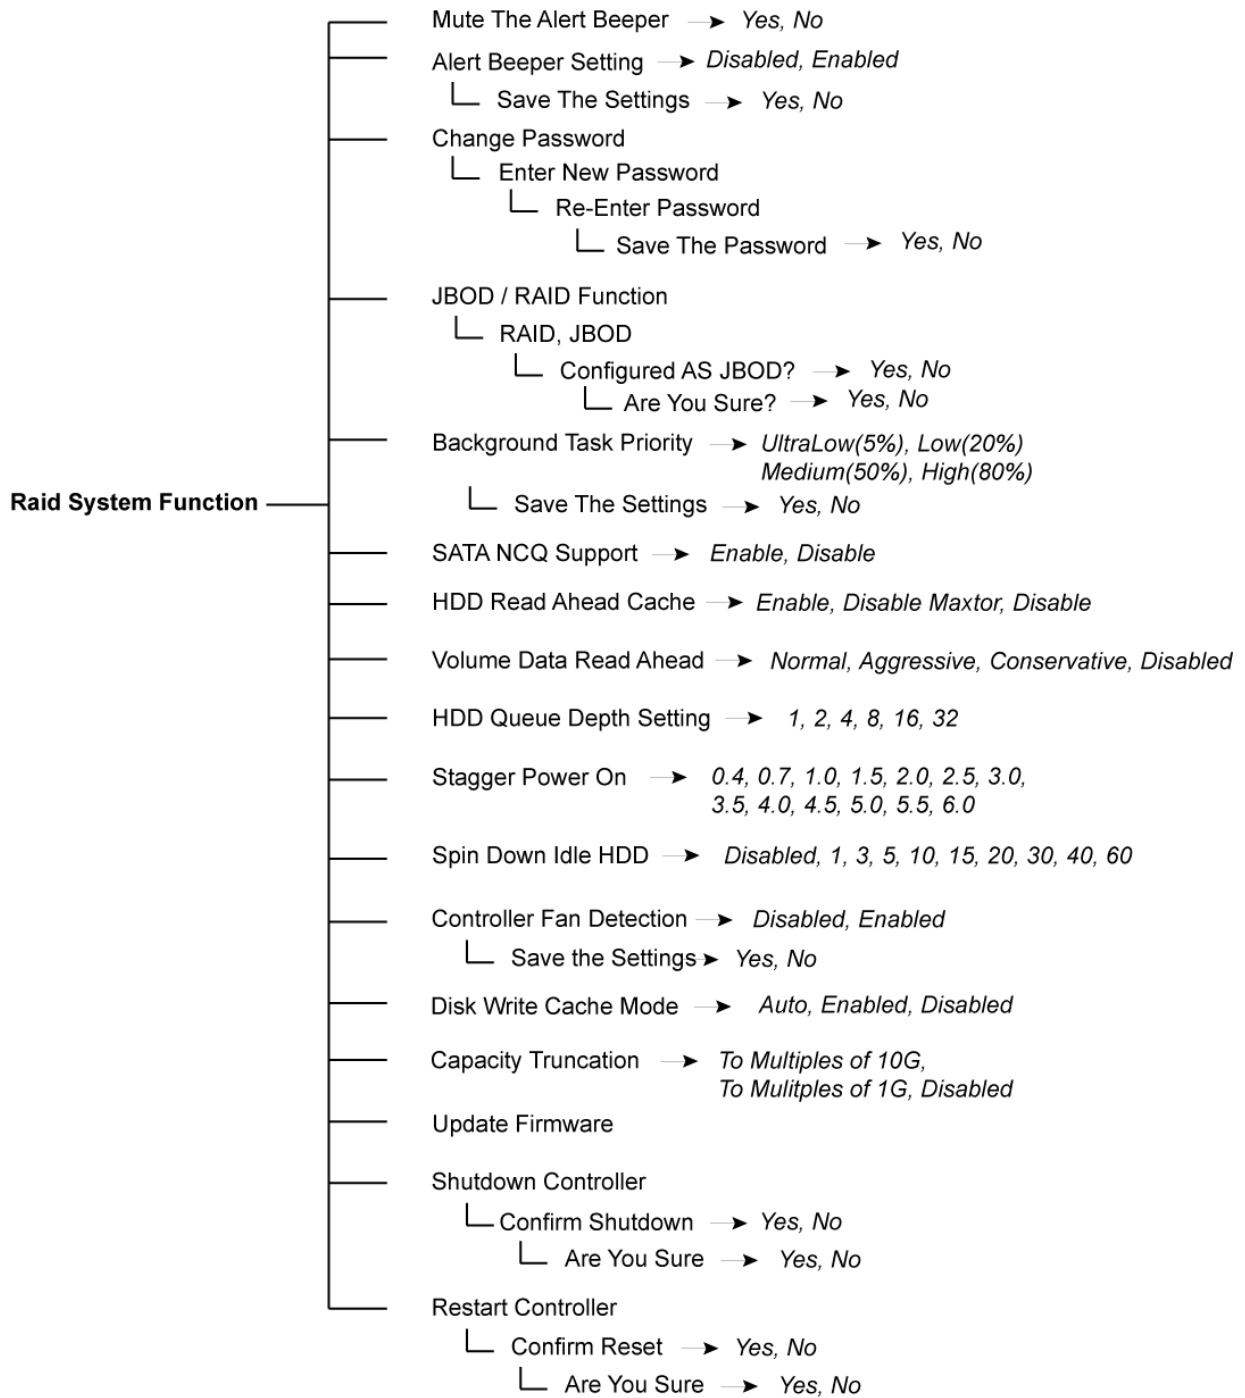 Mute The Alert Beeper Yes, No
Alert Beeper Setting Disabled, Enabled
Save The Settings Yes, No
Change Password
Enter New Password
Re-Enter Password
Save The Password Yes, No
JBOD / RAID Function
RAID, JBOD
Configured AS JBOD? Yes, No
Are You Sure? Yes, No
Background Task Priority UltraLow(5%), Low(20%)
Medium(50%), High(80%)
Raid System Function
Save The Settings Yes, No
SATA NCQ Support Enable, Disable
HDD Read Ahead Cache Enable, Disable Maxtor, Disable
Volume Data Read Ahead Normal, Aggressive, Conservative, Disabled
HDD Queue Depth Setting 1, 2, 4, 8, 16, 32
Stagger Power On 0.4, 0.7, 1.0, 1.5, 2.0, 2.5, 3.0,
3.5, 4.0, 4.5, 5.0, 5.5, 6.0
Spin Down Idle HDD Disabled, 1, 3, 5, 10, 15, 20, 30, 40, 60
Controller Fan Detection Disabled, Enabled
Save the Settings Yes, No
Disk Write Cache Mode Auto, Enabled, Disabled
Capacity Truncation To Multiples of 10G,
To Mulitples of 1G, Disabled
Update Firmware
Shutdown Controller
Confirm Shutdown Yes, No
Are You Sure Yes, No
Restart Controller
Confirm Reset Yes, No
Are You Sure Yes, No